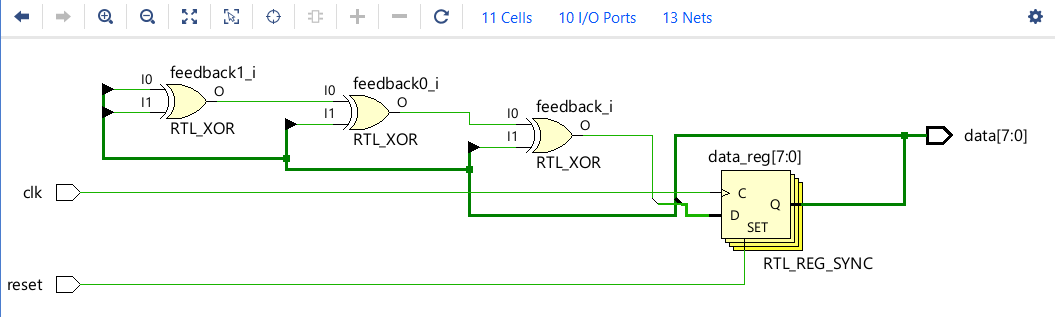 11 Cells 10 I/O Ports 13 Nets
feedback1_i
I0
I1
O
RTL_XOR
feedback0_i
I0
I1
O
RTL_XOR
feedback_i
I0
I1
O
RTL_XOR
data[7:0]
data_reg[7:0]
clk
C
D
Q
SET
RTL_REG_SYNC
reset